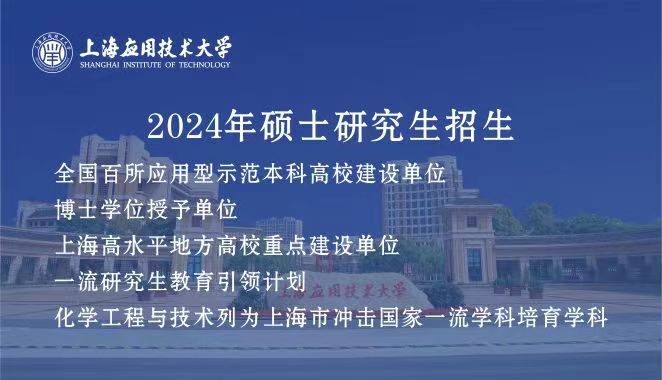 上海应用技术大学
SHANGHAI INSTITUTE OF TECHNOLOGY
2024年硕士研究生招生
全国百所应用型示范本科高校建设单位
博士学位授予单位
上海高水平地方高校重点建设单位
一流研究生教育引领计划
上海应用技术大学
化学工程与技术列为上海市冲击国家一流学科培育学科